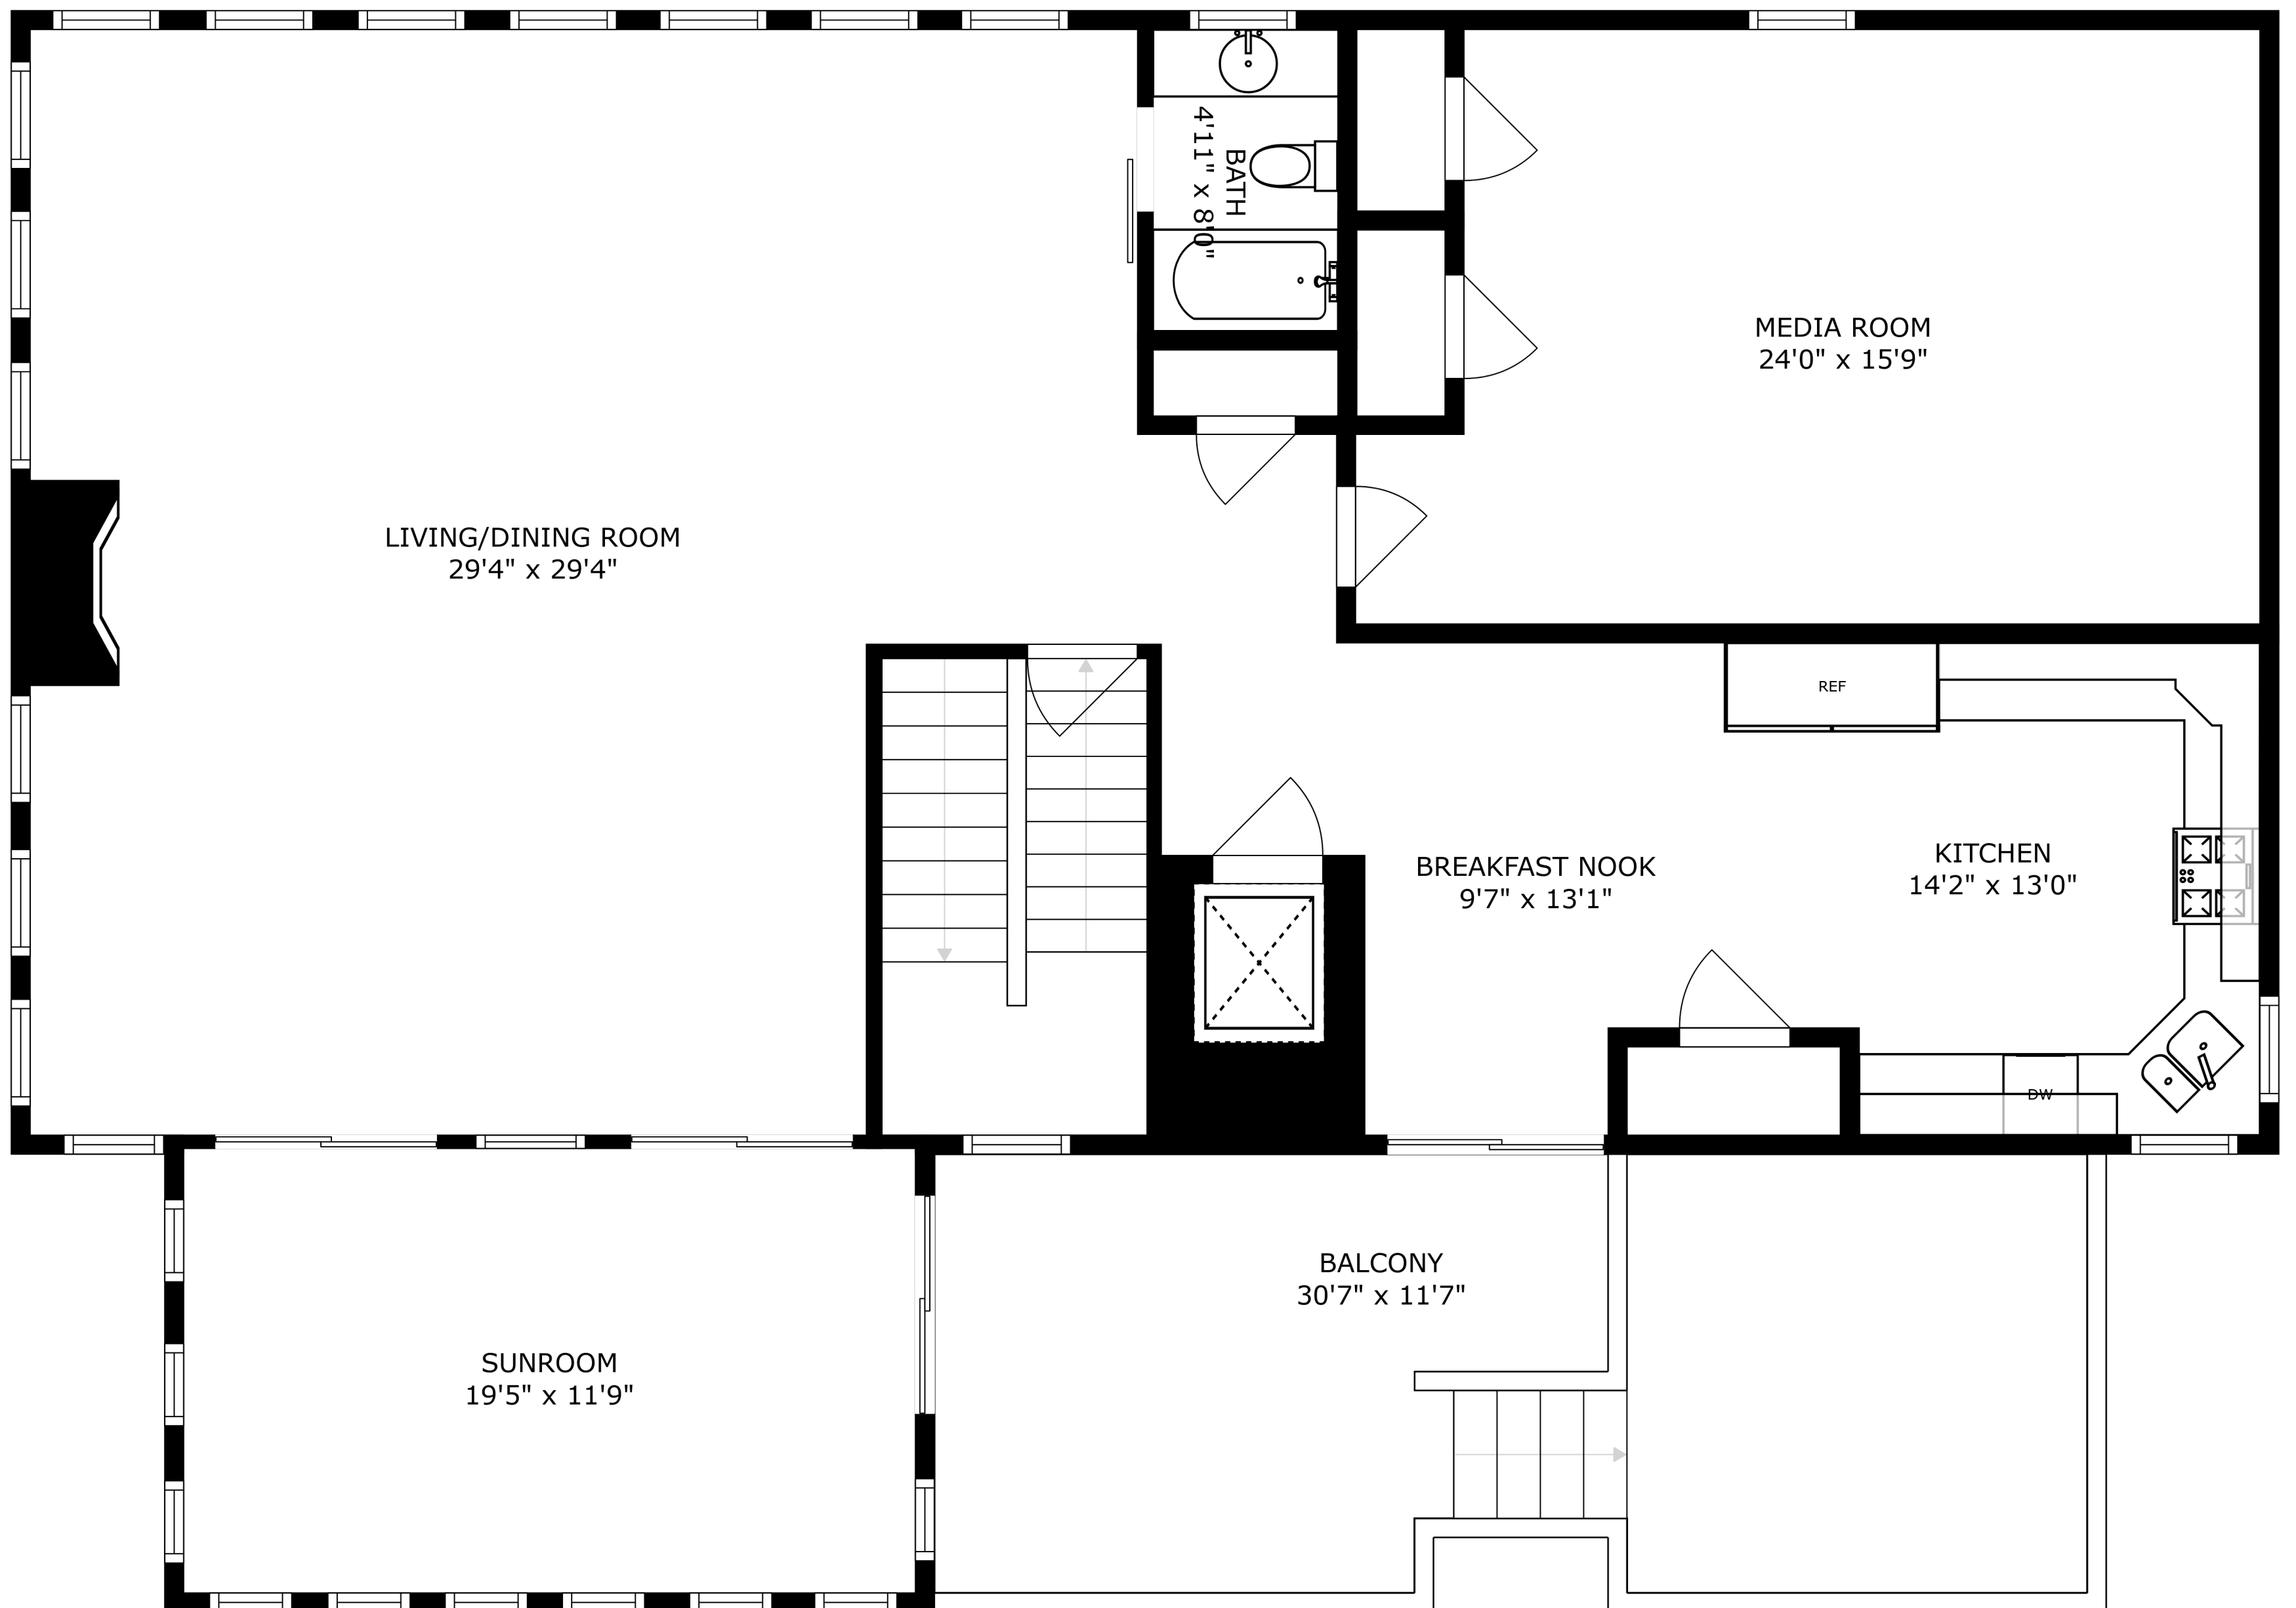 BATH
4'11" x 8'0"
MEDIA ROOM
24'0" x 15'9"
LIVING/DINING ROOM
29'4" x 29'4"
REF
BREAKFAST NOOK
9'7" x 13'1"
KITCHEN
14'2" x 13'0"
DW
BALCONY
30'7" x 11'7"
SUNROOM
19'5" x 11'9"